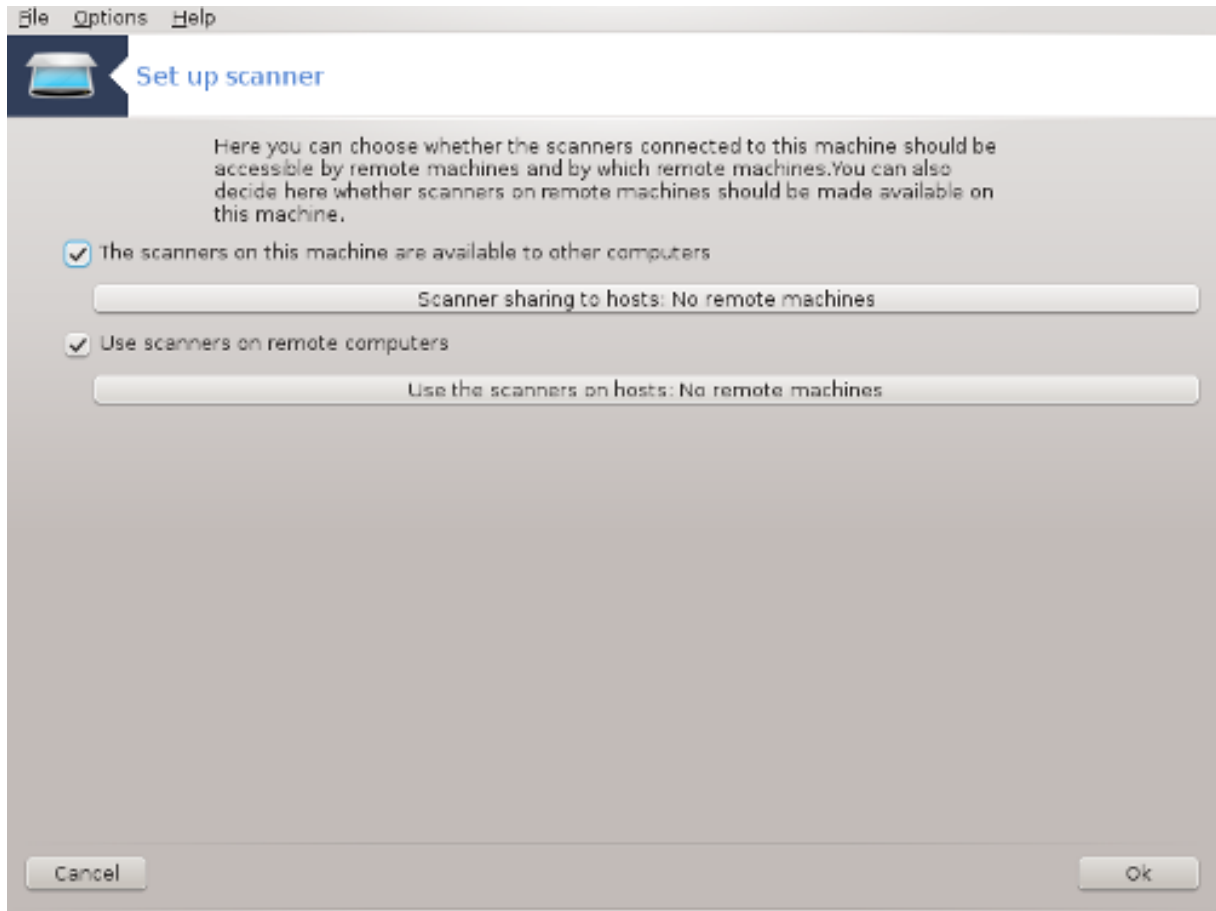 File Options Help
Set up scanner
Here you can choose whether the scanners connected to this machine should be
accessible by remote machines and by which remote machines.You can also
decide here whether scanners on remote machines should be made available on
this machine.
The scanners on this machine are available to other computers
Scanner sharing to hosts: No remote machines
Use scanners on remote computers
Use the scanners on hosts: No remote machines
Cancel Ok